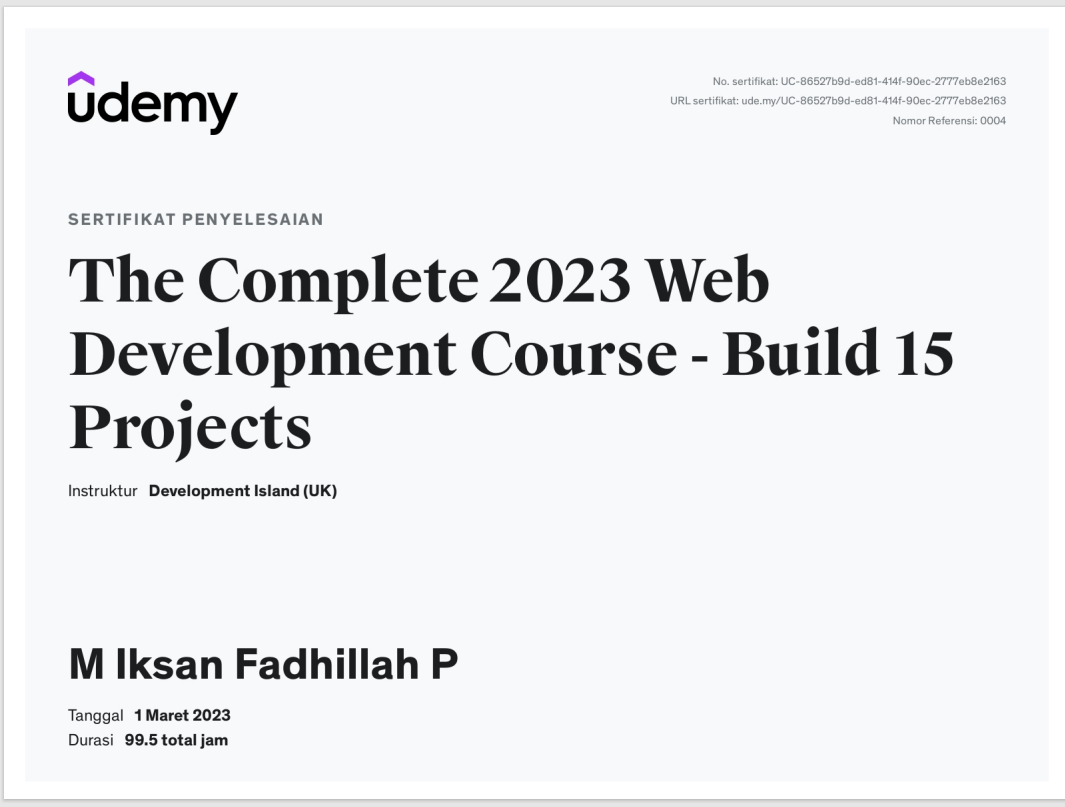 udemy
No. sertifikat: UC-86527b9d-ed81-414f-90ec-2777eb8e2163
URL sertifikat: ude.my/UC-86527b9d-ed81-414f-90ec-2777eb8e2163
Nomor Referensi: 0004
SERTIFIKAT PENYELESAIAN
The Complete 2023 Web
Development Course - Build 15
Projects
Instruktur Development Island (UK)
M Iksan Fadhillah P
Tanggal 1 Maret 2023
Durasi 99.5 total jam